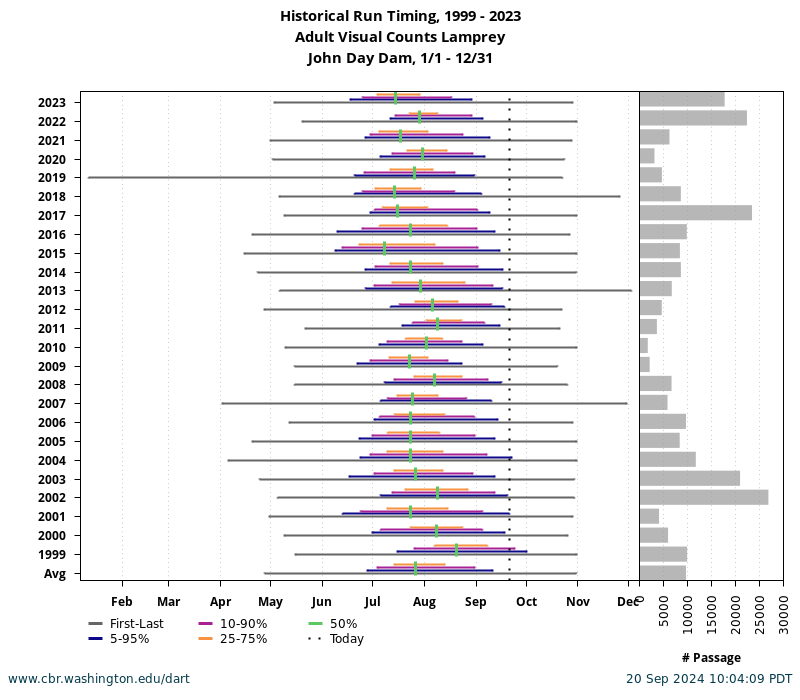 Historical Run Timing, 1999 - 2023
Adult Visual Counts Lamprey
John Day Dam, 1/1 - 12/31
2023
2022
2021
2020
2019
2018
2017
2016
2015
2014
2013
2012
2011
2010
2009
2008
2007
2006
2005
2004
2003
2002
2001
2000
1999
Avg
Feb Mar Apr May Jun Jul Aug Sep Oct Nov Dec
0 5000 10000 15000 20000 25000 30000
First-Last 10-90% 50%
5-95% 25-75% Today
# Passage
www.cbr.washington.edu/dart 20 Sep 2024 10:04:09 PDT